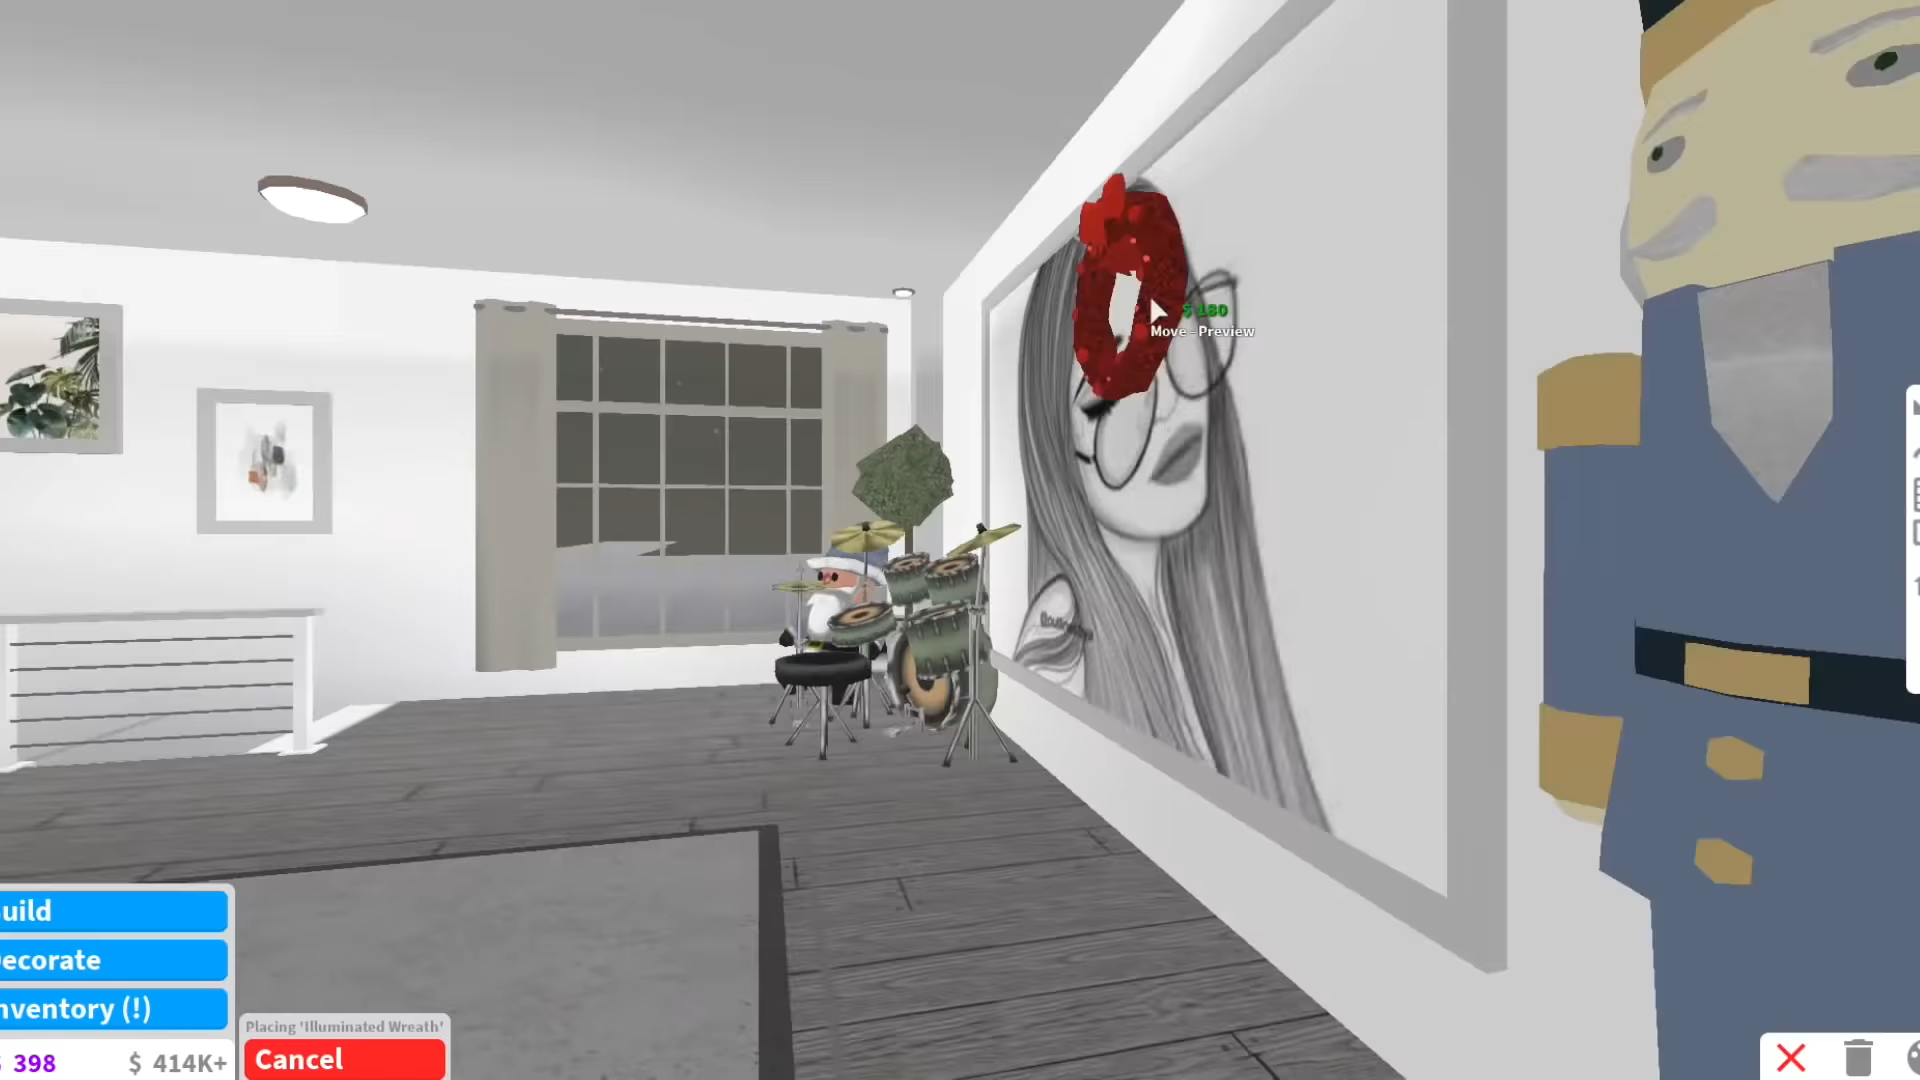 $ 180
Move - Preview
uild
ecorate
nventory (!)
Placing 'Illuminated Wreath'
398
$ 414K+
Cancel